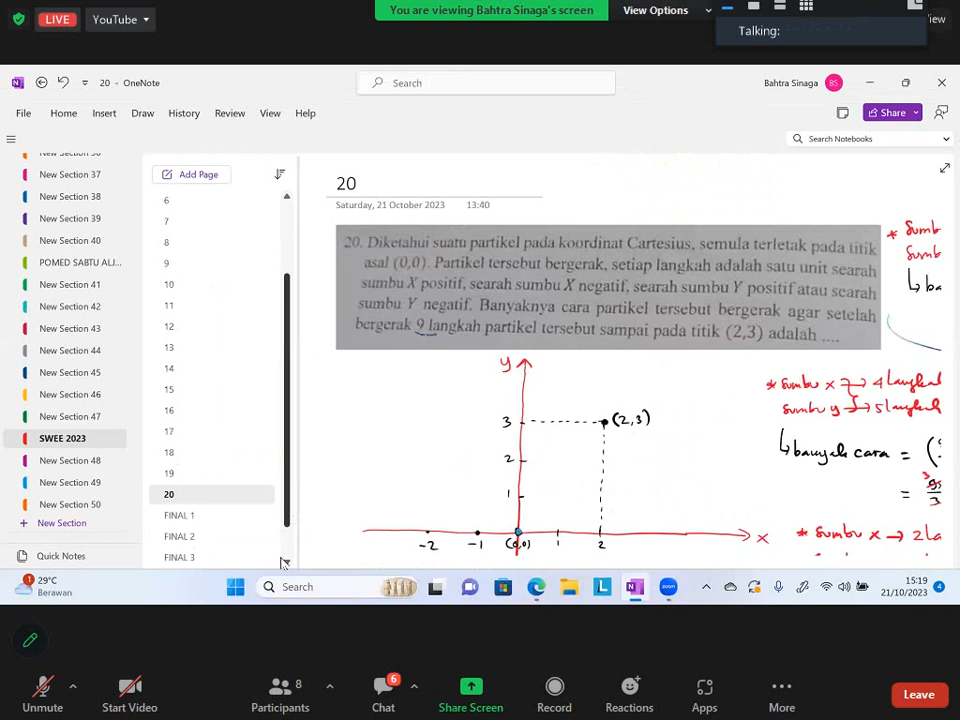 LIVE
YouTube
You are viewing Bahtra Sinaga's screen
View Options
iew
Talking:
20 - OneNote
Search
Bahtra Sinaga
BS
File
Home
Insert
Draw
History
Review
View
Help
Share
Search Notebooks
New Section 37
New Section 38
New Section 39
New Section 40
POMED SABTU ALJ...
New Section 41
New Section 42
New Section 43
New Section 44
New Section 45
New Section 46
New Section 47
SWEE 2023
New Section 48
New Section 49
New Section 50
New Section
Quick Notes
Add Page
6
7
8
9
10
11
12
13
14
15
16
17
18
19
20
FINAL 1
FINAL 2
FINAL 3
20
Saturday, 21 October 2023 13:40
20. Diketahui suatu partikel pada koordinat Cartesius, semula terletak pada titik
asal (0,0). Partikel tersebut bergerak, setiap langkah adalah satu unit searah
sumbu X positif, searah sumbu X negatif, searah sumbu Y positif atau searah
sumbu Y negatif. Banyaknya cara partikel tersebut bergerak agar setelah
bergerak 9 langkah partikel tersebut sampai pada titik (2,3) adalah ....
y
3
(2,3)
2
1
-2 -1 (0,0) 1 2
x
* Sumb
Sumb
↳ ba
* Sumbu x → 4 langkah
Sumbu y → 5 langkah
↳ banyak cara = (
=
* Sumbu x → 2 la
29°C
Berawan
1
Search
15:19
21/10/2023
4
Unmute
Start Video
8
Participants
6
Chat
Share Screen
Record
Reactions
Apps
More
Leave